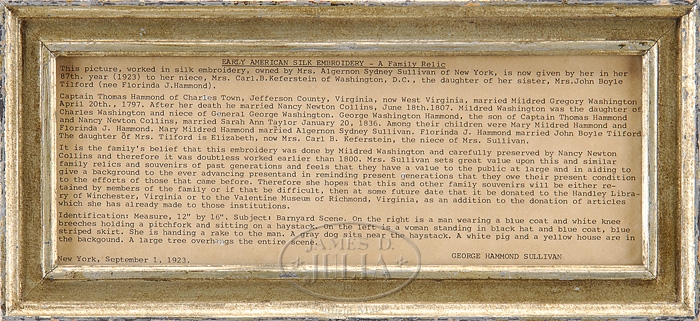 EARLY AMERICAN SILK EMBROIDERY - A Family Relic
This picture, worked in silk embroidery, owned by Mrs. Algernon Sydney Sullivan of New York, is now given by her in her
87th. year (1923) to her niece, Mrs. Carl.B.Keferstein of Washington, D.C., the daughter of her sister, Mrs.John Boyle
Tilford (nee Florinda J.Hammond).
Captain Thomas Hammond of Charles Town, Jefferson County, Virginia, now West Virginia, married Mildred Gregory Washington
April 20th., 1797. After her death he married Nancy Newton Collins, June 18th.1807. Mildred Washington was the daughter of
Charles Washington and niece of General George Washington. George Washington Hammond, the son of Captain Thomas Hammond
and Nancy Newton Collins, married Sarah Ann Taylor January 20, 1836. Among their children were Mary Mildred Hammond and
Florinda J. Hammond. Mary Mildred Hammond married Algernon Sydney Sullivan. Florinda J. Hammond married John Boyle Tilford.
The daughter of Mrs. Tilford is Elizabeth, now Mrs. Carl B. Keferstein, the niece of Mrs. Sullivan.
It is the family's belief that this embroidery was done by Mildred Washington and carefully preserved by Nancy Newton
Collins and therefore it was doubtless worked earlier than 1800. Mrs. Sullivan sets great value upon this and similar
family relics and souvenirs of past generations and feels that they have a value to the public at large and in aiding to
give a background to the ever advancing presentand in reminding present generations that they owe their present condition
to the efforts of those that came before. Therefore she hopes that this and other family souvenirs will be either re-
tained by members of the family or if that be difficult, then at some future date that it be donated to the Handley Libra-
ry of Winchester, Virginia or to the Valentine Museum of Richmond, Virginia, as an addition to the donation of articles
which she has already made to those institutions.
Identification: Measure, 12" by 16". Subject: Barnyard Scene. On the right is a man wearing a blue coat and white knee
breeches holding a pitchfork and sitting on a haystack. On the left is a woman standing in black hat and blue coat, blue
striped skirt. She is handing a rake to the man. A gray dog sits near the haystack. A white pig and a yellow house are in
the backgound. A large tree overhangs the entire scene.
New York, September 1, 1923. GEORGE HAMMOND SULLIVAN
JAMES D.
JULIA